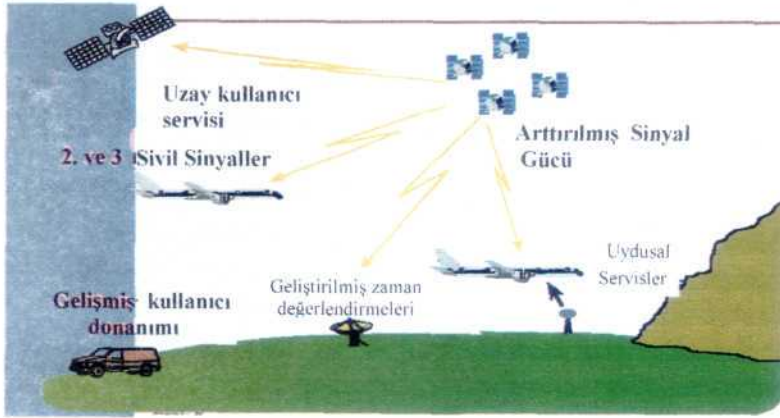 Uzay kullanıcı
servisi
2. ve 3 Sivil Sinyaller
Arttırılmış Sinyal
Gücü
Uydusal
Servisler
Geliştirilmiş zaman
değerlendirmeleri
Gelişmiş kullanıcı
donanımı